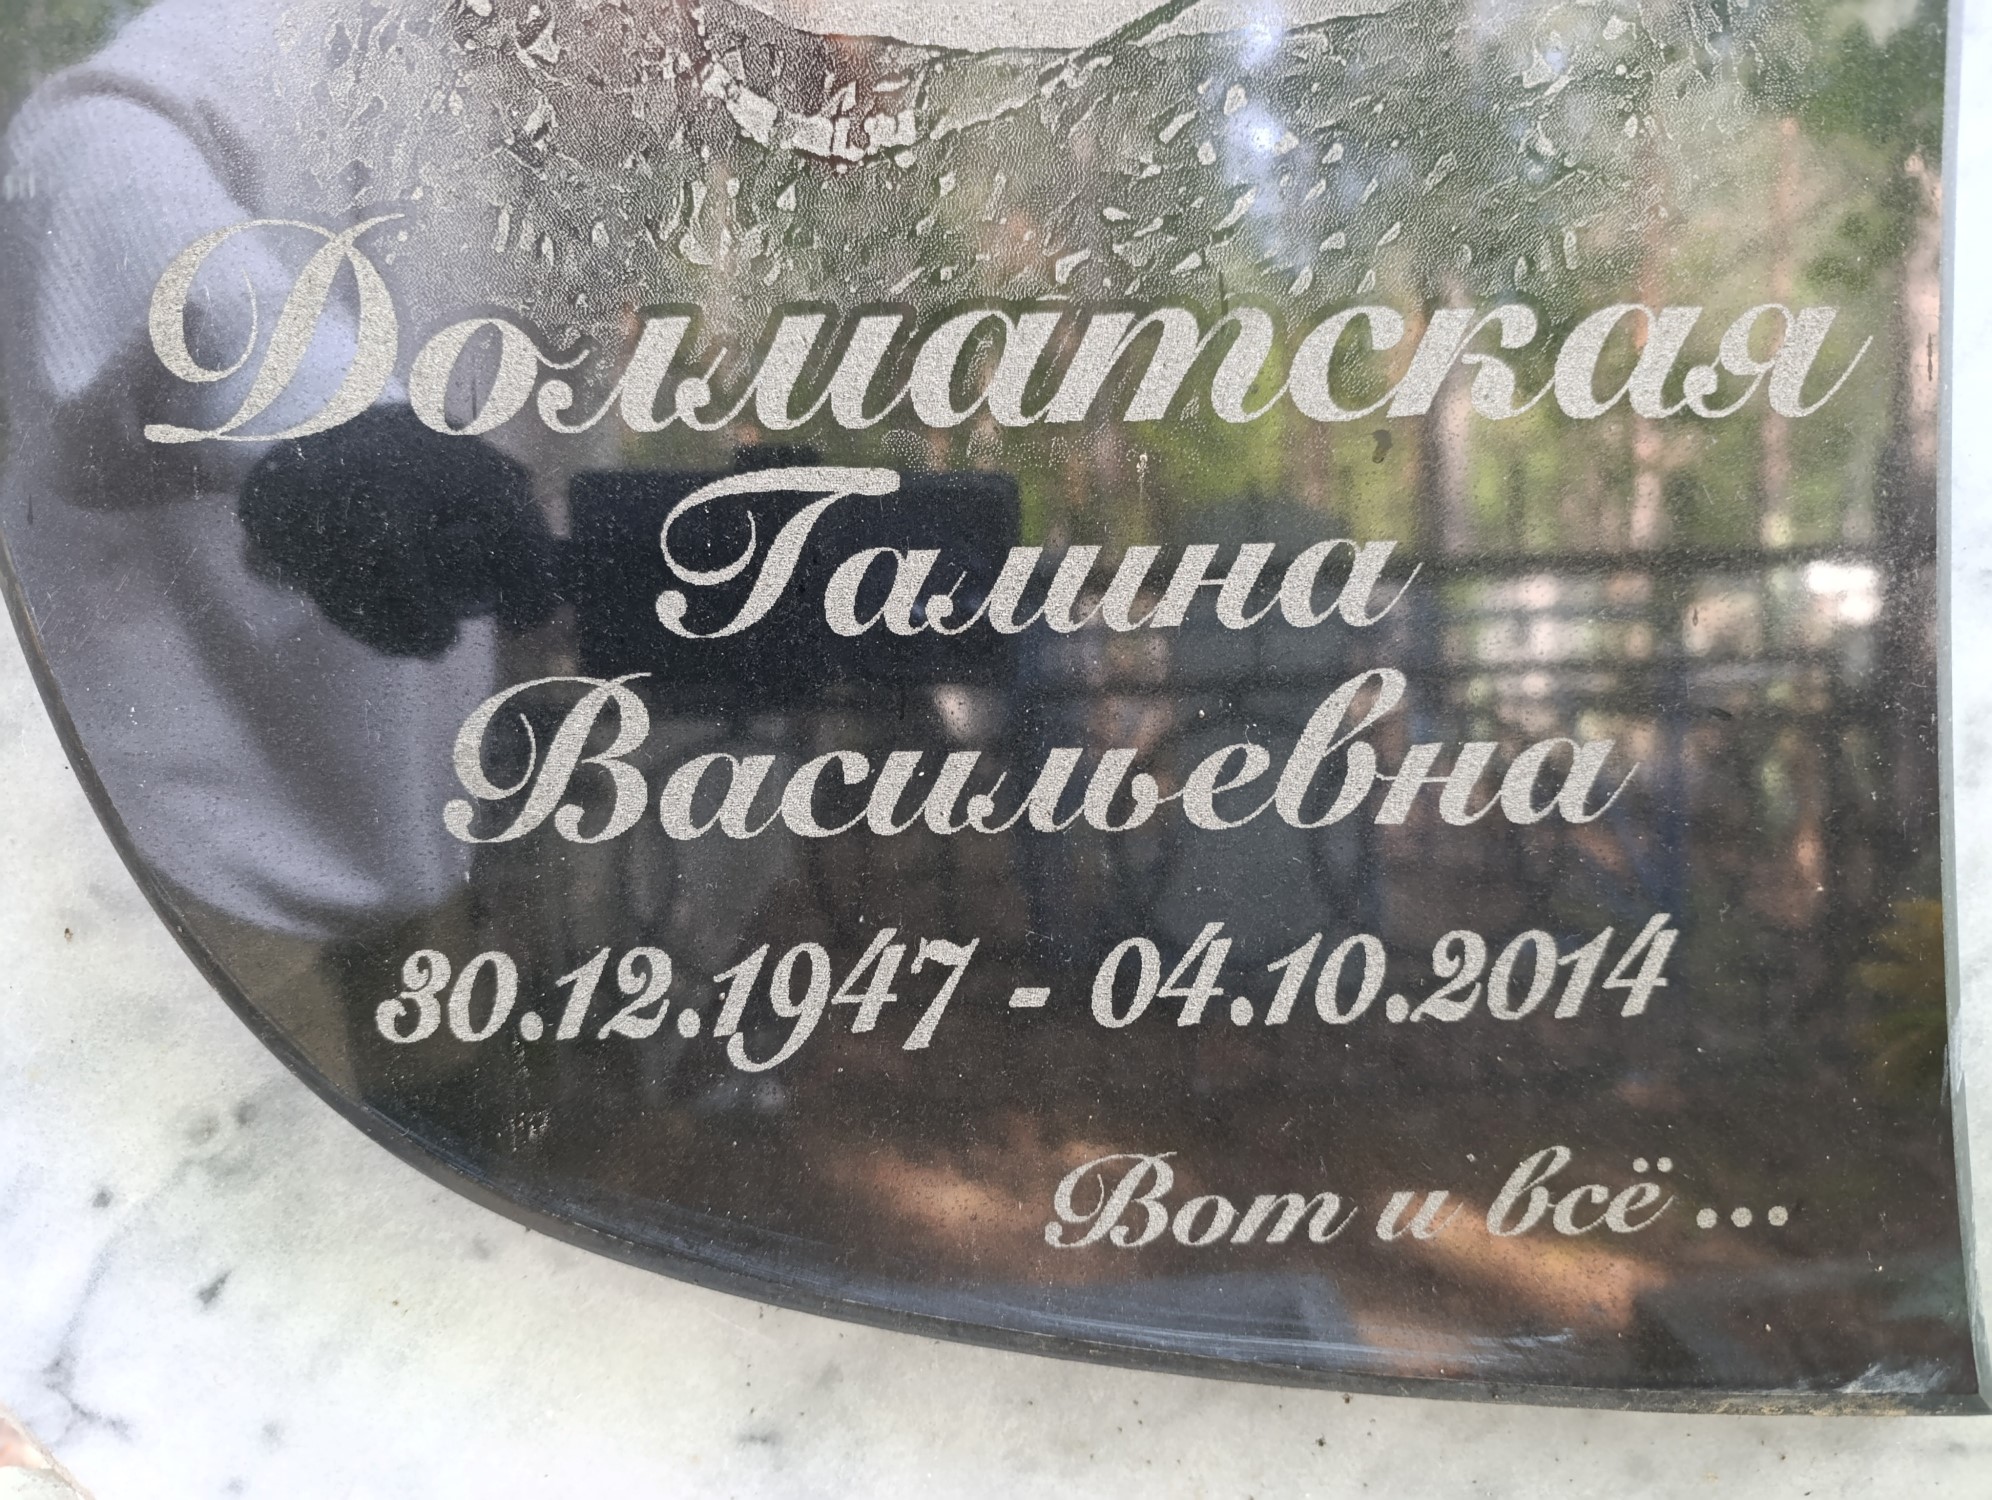 Долматская
Галина
Васильевна
30.12.1947 - 04.10.2014
Вот и всё...